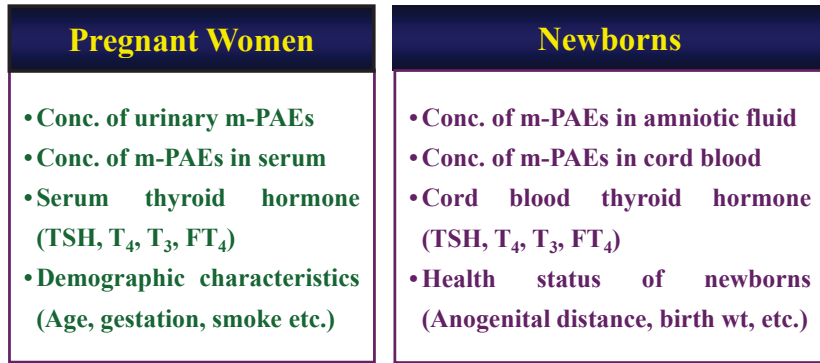 Pregnant Women
• Conc. of urinary m-PAEs
• Conc. of m-PAEs in serum
• Serum thyroid hormone
(TSH, T₄, T₃, FT₄)
• Demographic characteristics
(Age, gestation, smoke etc.)
Newborns
• Conc. of m-PAEs in amniotic fluid
• Conc. of m-PAEs in cord blood
• Cord blood thyroid hormone
(TSH, T₄, T₃, FT₄)
• Health status of newborns
(Anogenital distance, birth wt, etc.)